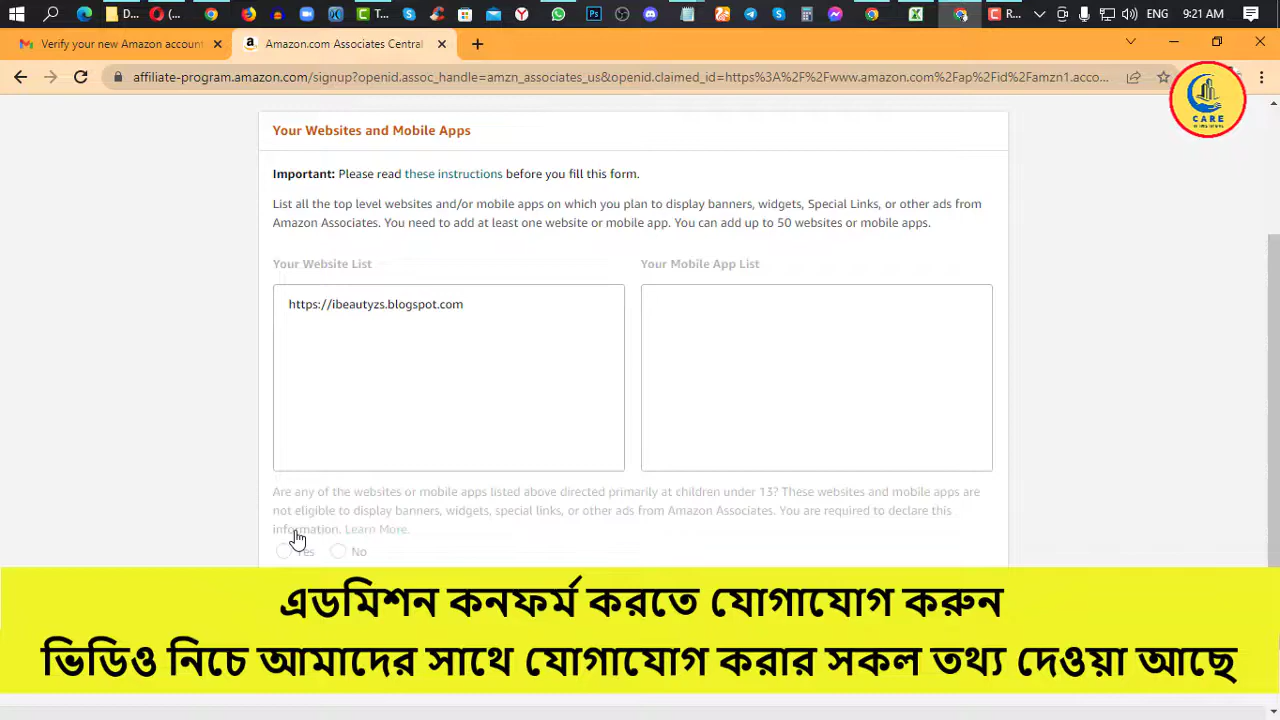 ENG
9:21 AM
Verify your new Amazon account
Amazon.com Associates Central
affiliate-program.amazon.com/signup?openid.assoc_handle=amzn_associates_us&openid.claimed_id=https%3A%2F%2Fwww.amazon.com%2Fap%2Fid%2Famzn1.acco...
CARE
Your Websites and Mobile Apps
Important: Please read these instructions before you fill this form.
List all the top level websites and/or mobile apps on which you plan to display banners, widgets, Special Links, or other ads from
Amazon Associates. You need to add at least one website or mobile app. You can add up to 50 websites or mobile apps.
Your Website List
Your Mobile App List
https://ibeautyzs.blogspot.com
Are any of the websites or mobile apps listed above directed primarily at children under 13? These websites and mobile apps are
not eligible to display banners, widgets, special links, or other ads from Amazon Associates. You are required to declare this
information. Learn More.
Yes No
এডমিশন কনফর্ম করতে যোগাযোগ করুন
ভিডিও নিচে আমাদের সাথে যোগাযোগ করার সকল তথ্য দেওয়া আছে